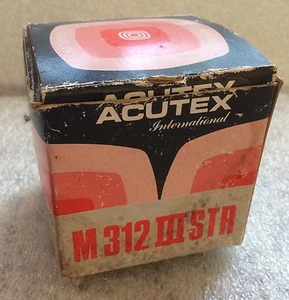 ACUTEX
ACUTEX
International
M 312 III STR